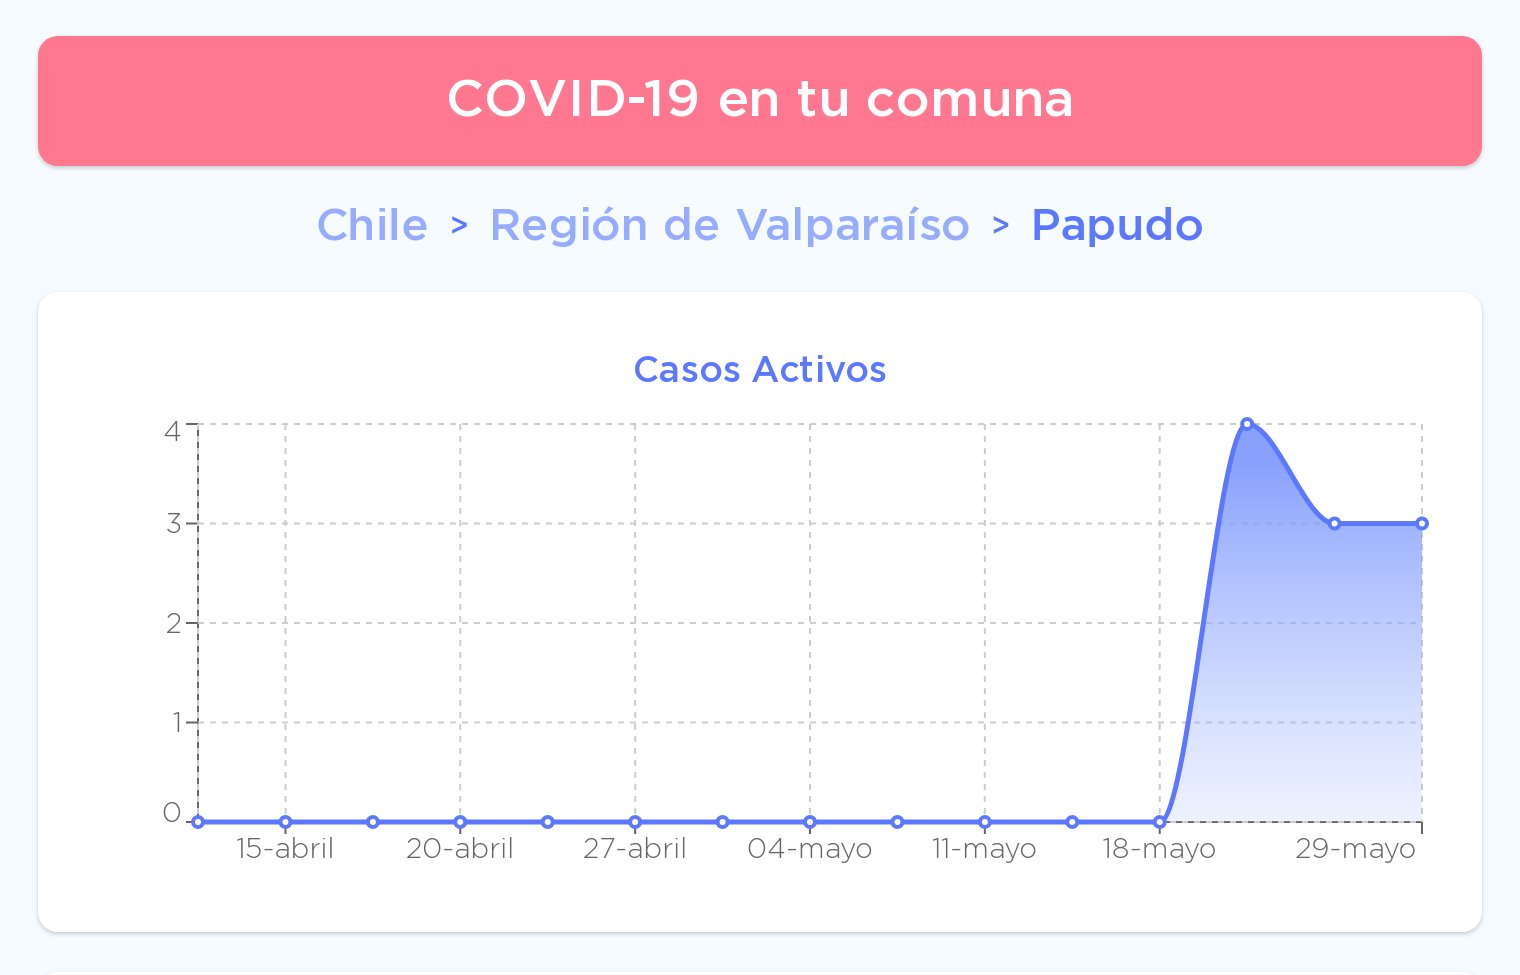 COVID-19 en tu comuna
Chile > Región de Valparaíso > Papudo
Casos Activos
4
3
2
1
0
15-abril 20-abril 27-abril 04-mayo 11-mayo 18-mayo 29-mayo